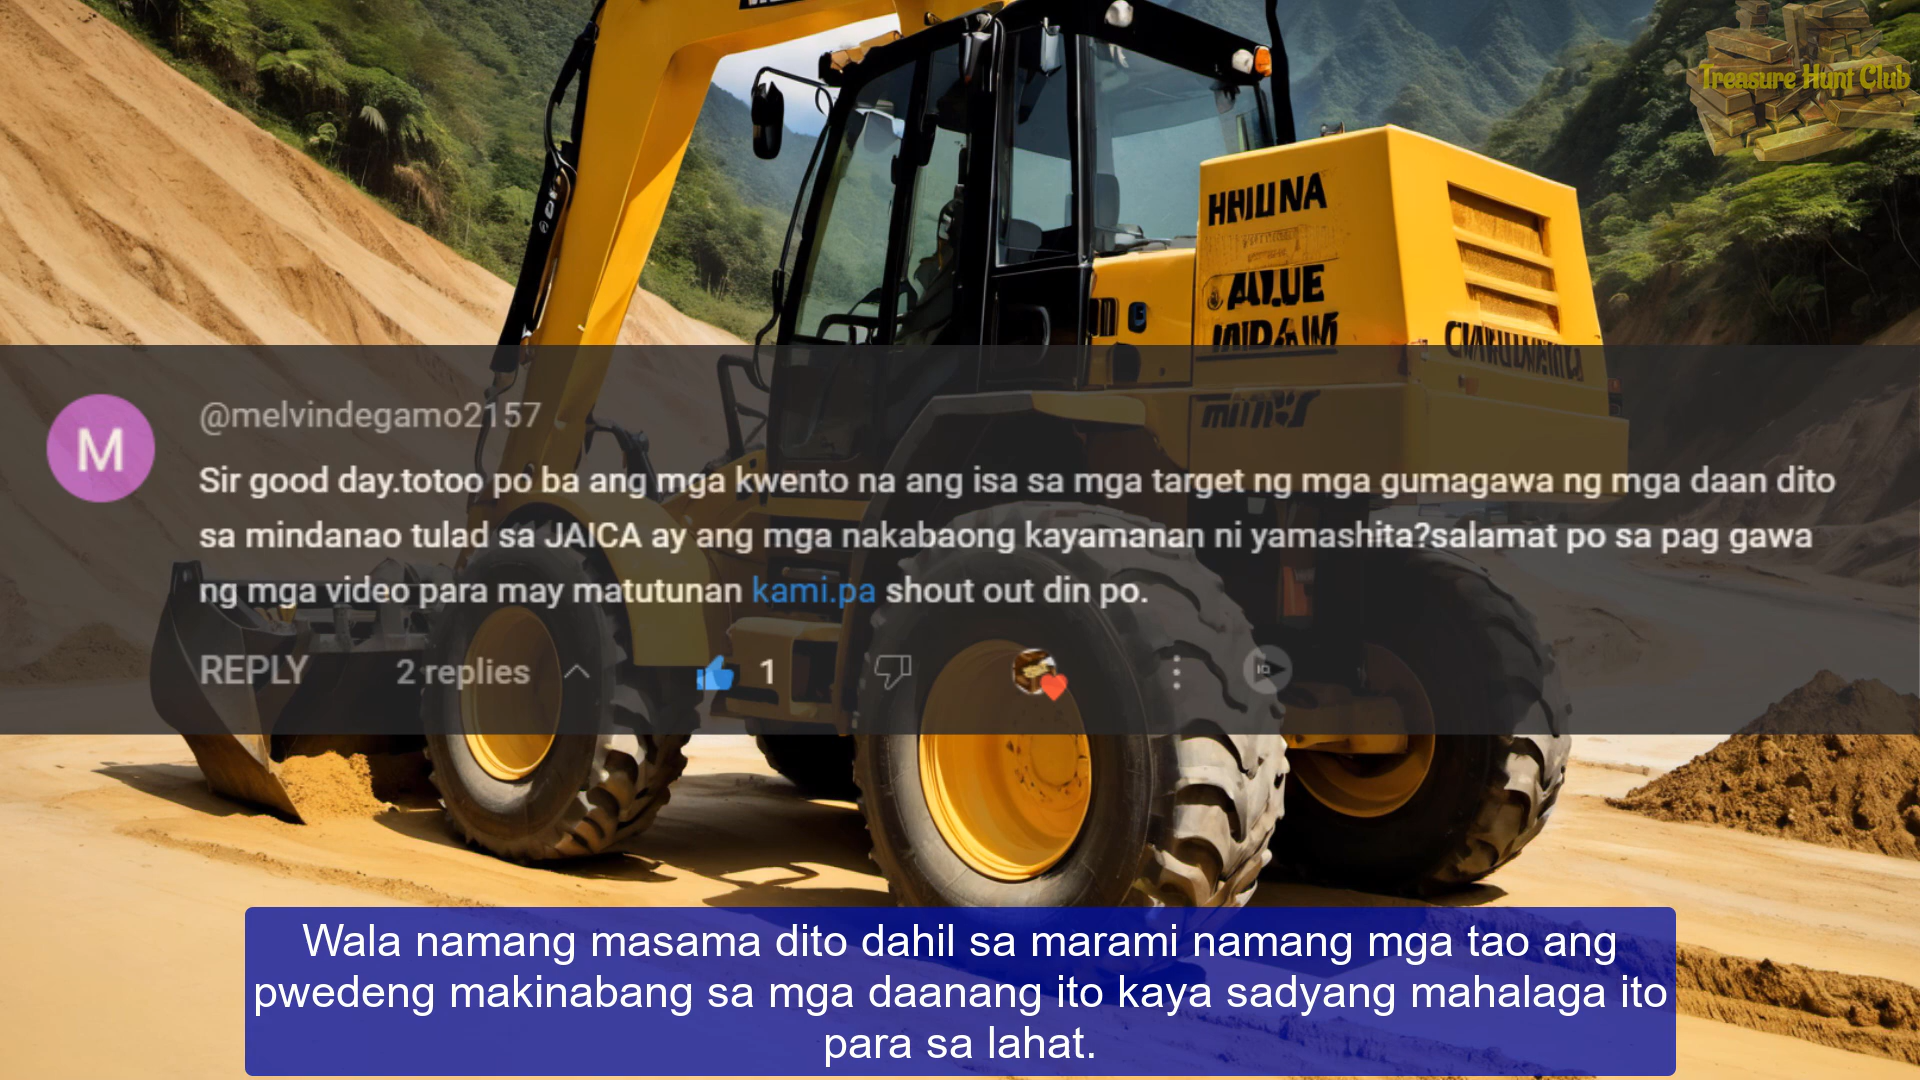 Treasure Hunt Club
HHIUNA
@melvindegamo2157
M
Sir good day.totoo po ba ang mga kwento na ang isa sa mga target ng mga gumagawa ng mga daan dito
sa mindanao tulad sa JAICA ay ang mga nakabaong kayamanan ni yamashita?salamat po sa pag gawa
ng mga video para may matutunan kami.pa shout out din po.
REPLY 2 replies 1
Wala namang masama dito dahil sa marami namang mga tao ang
pwedeng makinabang sa mga daanang ito kaya sadyang mahalaga ito
para sa lahat.